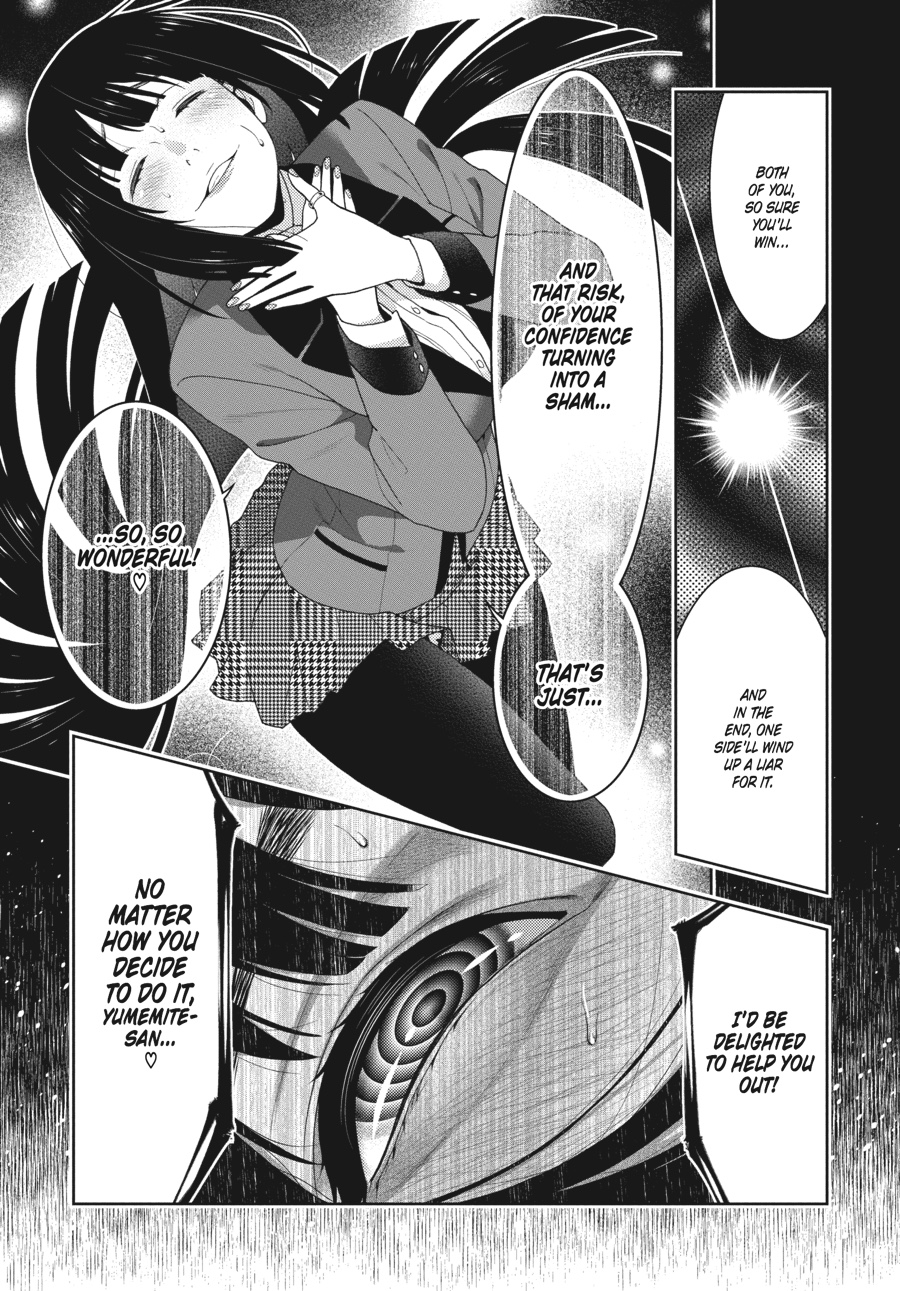 BOTH
OF YOU,
SO SURE
YOU'LL
WIN...
AND
IN THE
END, ONE
SIDE'LL WIND
UP A LIAR
FOR IT.
AND
THAT RISK,
OF YOUR
CONFIDENCE
TURNING
INTO A
SHAM...
THAT'S
JUST...
...SO, SO
WONDERFUL!
♡
I'D BE
DELIGHTED
TO HELP YOU
OUT!
NO
MATTER
HOW YOU
DECIDE
TO DO IT,
YUMEMITE-
SAN...
♡